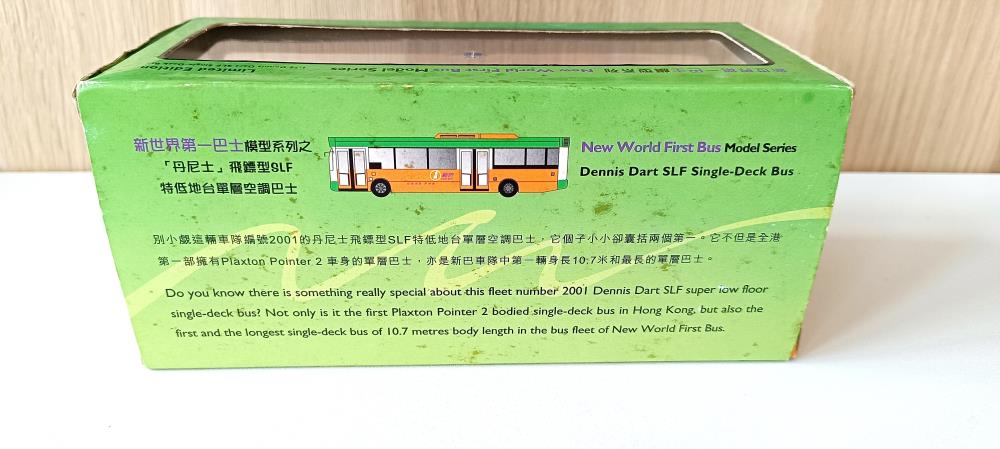 Limited Edition
新世界第一巴士模型系列 New World First Bus Model Series
新世界第一巴士模型系列之
「丹尼士」飛鏢型SLF
特低地台單層空調巴士
New World First Bus Model Series
Dennis Dart SLF Single-Deck Bus
別小覷這輛車隊編號2001的丹尼士飛鏢型SLF特低地台單層空調巴士，它個子小小卻囊括兩個第一。它不但是全港
第一部擁有Plaxton Pointer 2 車身的單層巴士，亦是新巴車隊中第一輛身長10.7米和最長的單層巴士。
Do you know there is something really special about this fleet number 2001 Dennis Dart SLF super low floor
single-deck bus? Not only is it the first Plaxton Pointer 2 bodied single-deck bus in Hong Kong, but also the
first and the longest single-deck bus of 10.7 metres body length in the bus fleet of New World First Bus.